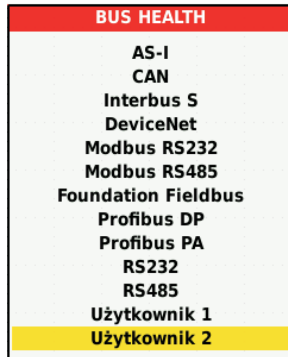 BUS HEALTH
AS-I
CAN
Interbus S
DeviceNet
Modbus RS232
Modbus RS485
Foundation Fieldbus
Profibus DP
Profibus PA
RS232
RS485
Użytkownik 1
Użytkownik 2